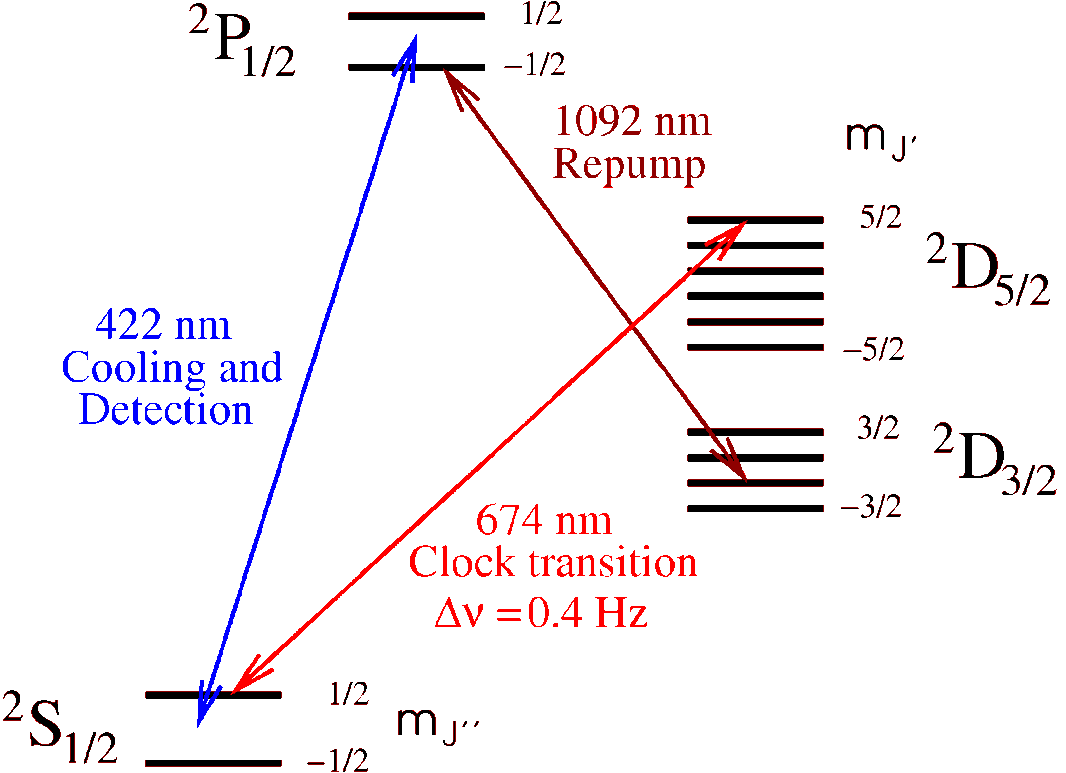 ²P1/2
1/2
−1/2
1092 nm
Repump
mJ′
5/2
²D5/2
−5/2
422 nm
Cooling and
Detection
3/2
²D3/2
−3/2
674 nm
Clock transition
Δν = 0.4 Hz
²S1/2
1/2
mJ′′
−1/2